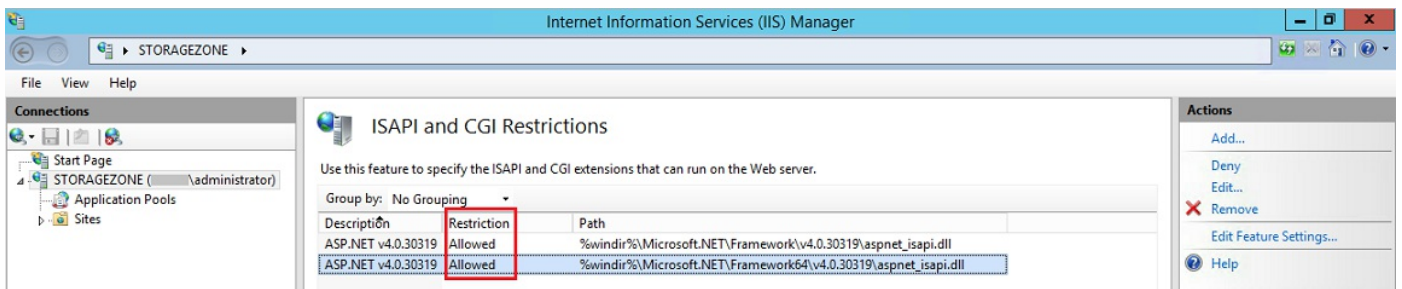 Internet Information Services (IIS) Manager
STORAGEZONE
File View Help
Connections
Start Page
STORAGEZONE ( \administrator)
Application Pools
Sites
ISAPI and CGI Restrictions
Use this feature to specify the ISAPI and CGI extensions that can run on the Web server.
Group by: No Grouping
Description Restriction Path
ASP.NET v4.0.30319 Allowed %windir%\Microsoft.NET\Framework\v4.0.30319\aspnet_isapi.dll
ASP.NET v4.0.30319 Allowed %windir%\Microsoft.NET\Framework64\v4.0.30319\aspnet_isapi.dll
Actions
Add...
Deny
Edit...
Remove
Edit Feature Settings...
Help